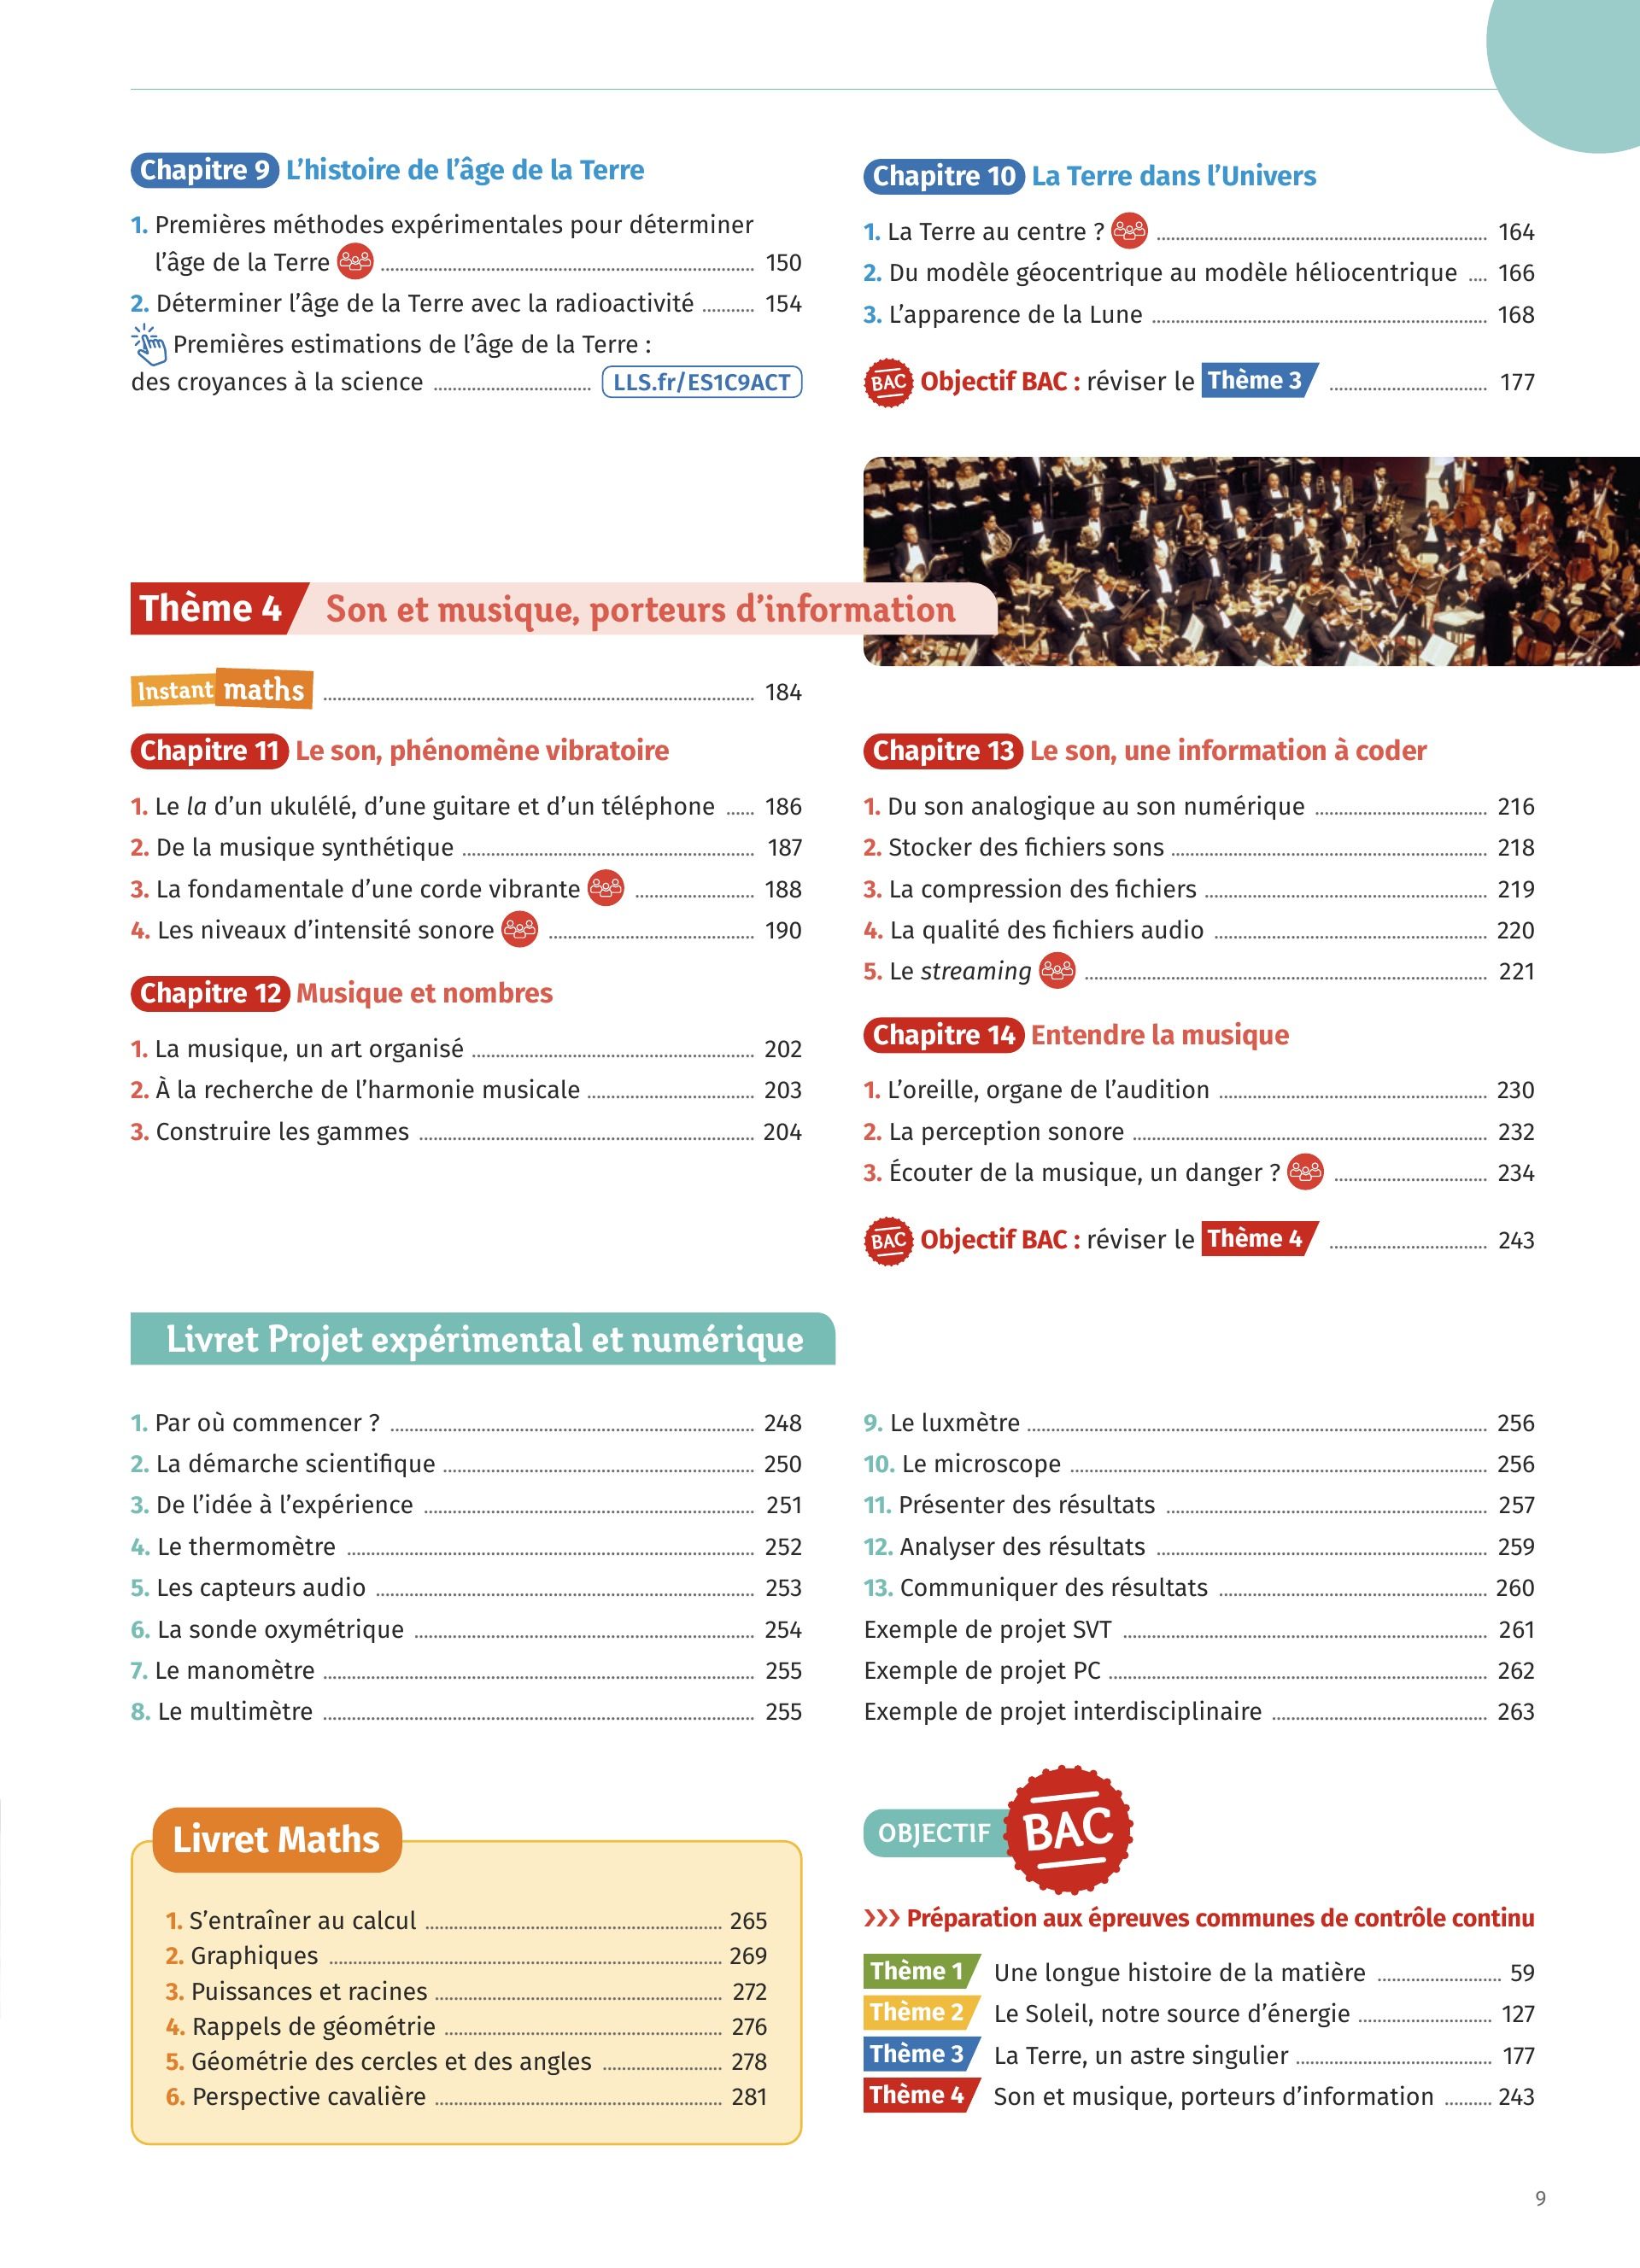 Chapitre 9 L’histoire de l’âge de la Terre
1. Premières méthodes expérimentales pour déterminer
l’âge de la Terre 150
2. Déterminer l’âge de la Terre avec la radioactivité 154
Premières estimations de l’âge de la Terre :
des croyances à la science LLS.fr/ES1C9ACT
Chapitre 10 La Terre dans l’Univers
1. La Terre au centre ? 164
2. Du modèle géocentrique au modèle héliocentrique 166
3. L’apparence de la Lune 168
BAC Objectif BAC : réviser le Thème 3 177
Thème 4 Son et musique, porteurs d’information
Instant maths 184
Chapitre 11 Le son, phénomène vibratoire
1. Le la d’un ukulélé, d’une guitare et d’un téléphone 186
2. De la musique synthétique 187
3. La fondamentale d’une corde vibrante 188
4. Les niveaux d’intensité sonore 190
Chapitre 12 Musique et nombres
1. La musique, un art organisé 202
2. À la recherche de l’harmonie musicale 203
3. Construire les gammes 204
Chapitre 13 Le son, une information à coder
1. Du son analogique au son numérique 216
2. Stocker des fichiers sons 218
3. La compression des fichiers 219
4. La qualité des fichiers audio 220
5. Le streaming 221
Chapitre 14 Entendre la musique
1. L’oreille, organe de l’audition 230
2. La perception sonore 232
3. Écouter de la musique, un danger ? 234
BAC Objectif BAC : réviser le Thème 4 243
Livret Projet expérimental et numérique
1. Par où commencer ? 248
2. La démarche scientifique 250
3. De l’idée à l’expérience 251
4. Le thermomètre 252
5. Les capteurs audio 253
6. La sonde oxymétrique 254
7. Le manomètre 255
8. Le multimètre 255
9. Le luxmètre 256
10. Le microscope 256
11. Présenter des résultats 257
12. Analyser des résultats 259
13. Communiquer des résultats 260
Exemple de projet SVT 261
Exemple de projet PC 262
Exemple de projet interdisciplinaire 263
Livret Maths
1. S’entraîner au calcul 265
2. Graphiques 269
3. Puissances et racines 272
4. Rappels de géométrie 276
5. Géométrie des cercles et des angles 278
6. Perspective cavalière 281
OBJECTIF BAC
Préparation aux épreuves communes de contrôle continu
Thème 1 Une longue histoire de la matière 59
Thème 2 Le Soleil, notre source d’énergie 127
Thème 3 La Terre, un astre singulier 177
Thème 4 Son et musique, porteurs d’information 243
9